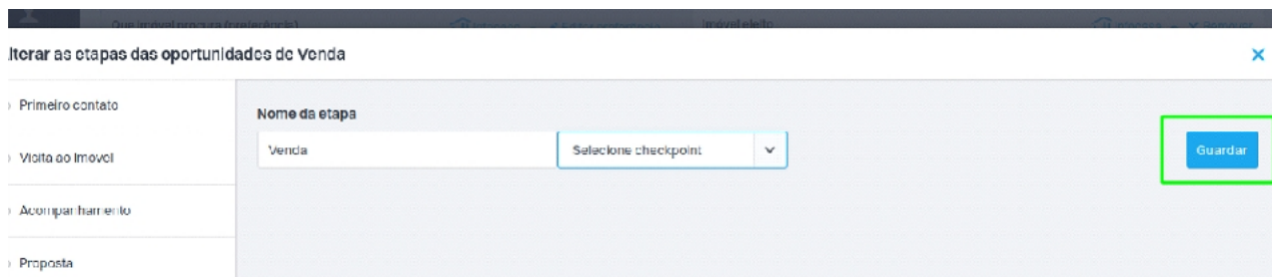 Que imóvel procura (preferência)
Imóvel eleito
lterar as etapas das oportunidades de Venda
Primeiro contato
Nome da etapa
Venda
Selecione checkpoint
Guardar
Visita ao Imovel
Acompanhamento
Proposta